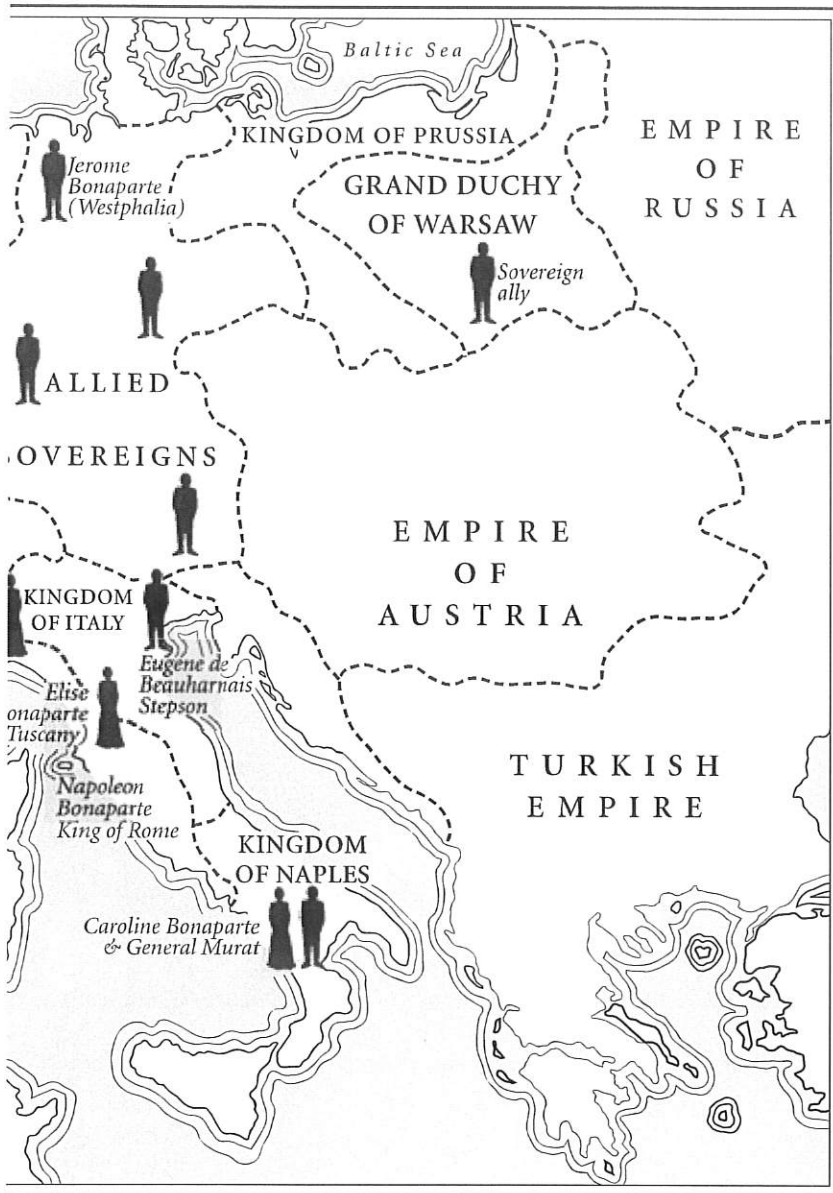 Baltic Sea
KINGDOM OF PRUSSIA
EMPIRE
OF
RUSSIA
Jerome
Bonaparte
(Westphalia)
GRAND DUCHY
OF WARSAW
Sovereign
ally
ALLIED
OVEREIGNS
EMPIRE
OF
AUSTRIA
KINGDOM
OF ITALY
Eugene de
Beauharnais
Stepson
Elise
onaparte
Tuscany)
Napoleon
Bonaparte
King of Rome
TURKISH
EMPIRE
KINGDOM
OF NAPLES
Caroline Bonaparte
& General Murat